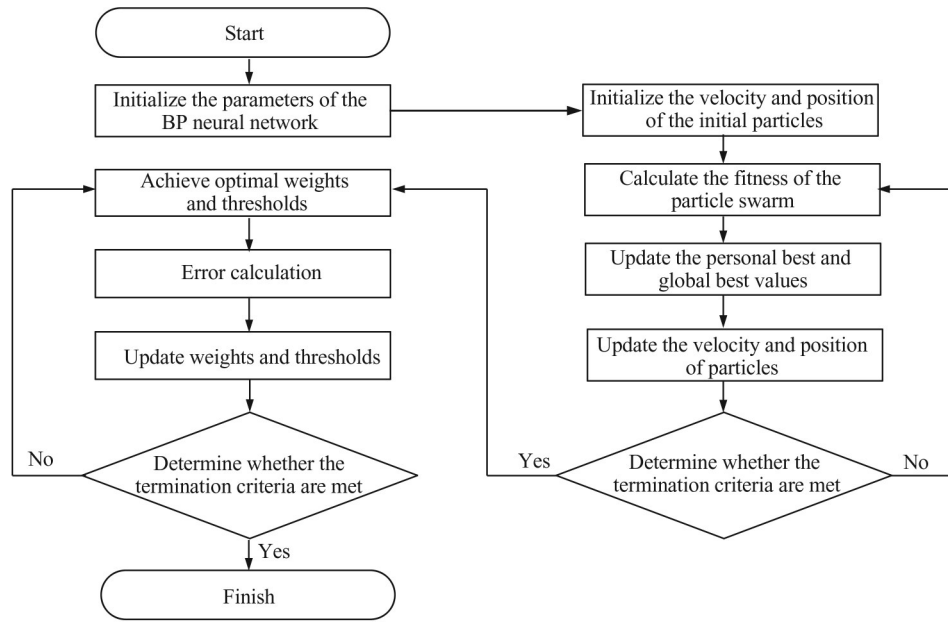 Start
Initialize the parameters of the
BP neural network
Initialize the velocity and position
of the initial particles
Achieve optimal weights
and thresholds
Calculate the fitness of the
particle swarm
Error calculation
Update the personal best and
global best values
Update weights and thresholds
Update the velocity and position
of particles
No
Determine whether the
termination criteria are met
Yes
Determine whether the
termination criteria are met
No
Yes
Finish